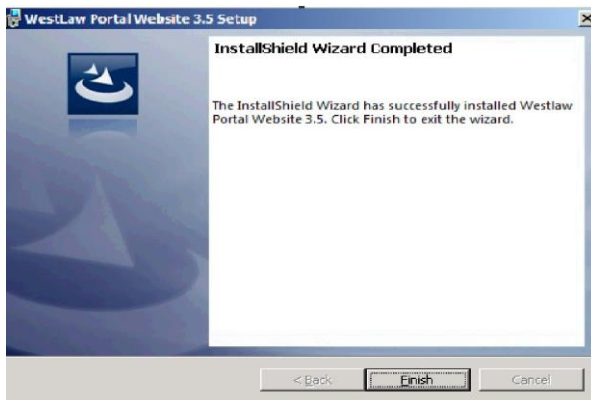 WestLaw Portal Website 3.5 Setup
InstallShield Wizard Completed
The InstallShield Wizard has successfully installed Westlaw
Portal Website 3.5. Click Finish to exit the wizard.
< Back Finish Cancel